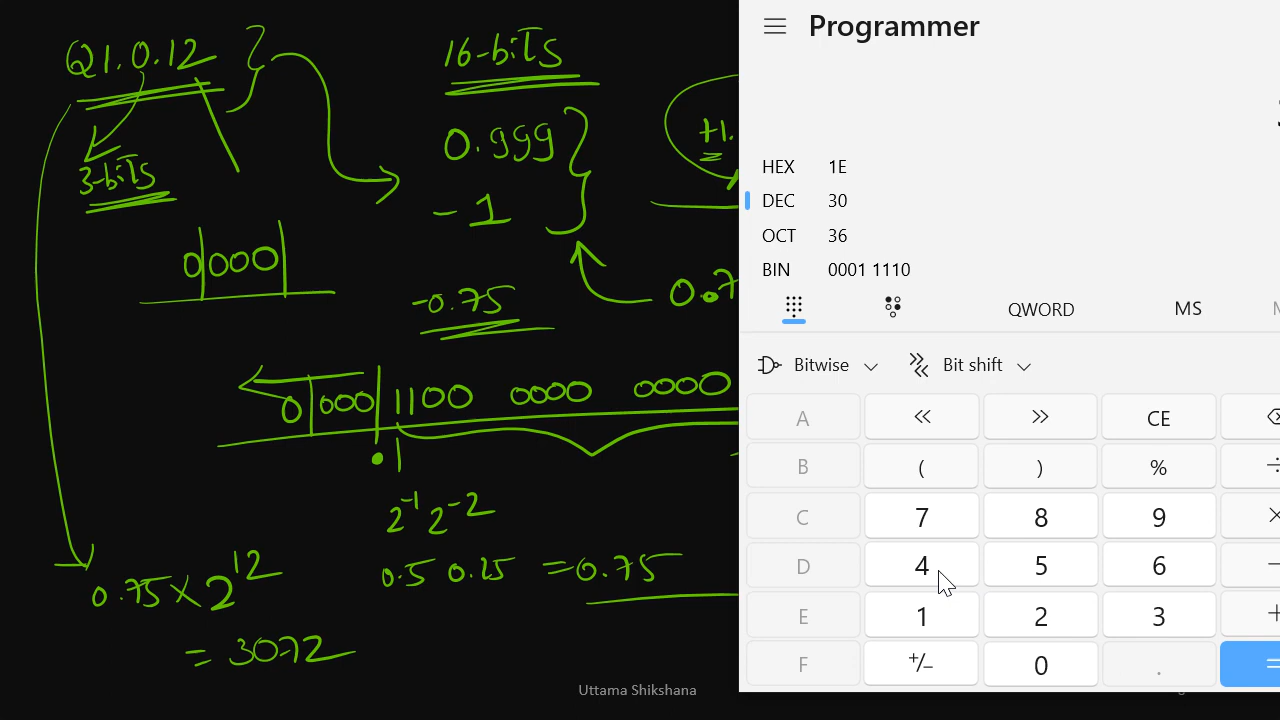 Q1.0.12
16-bits
0.999
-1
3-bits
+1.
0 000
-0.75
0.7
0 000 1100 0000 0000
.
2^-1 2^-2
0.5 0.25 =0.75
0.75×2^12
= 3072
Uttama Shikshana
Programmer
HEX 1E
DEC 30
OCT 36
BIN 0001 1110
QWORD MS
Bitwise Bit shift
A << >> CE
B ( ) % ÷
C 7 8 9 ×
D 4 5 6 −
E 1 2 3 +
F +/− 0 . =